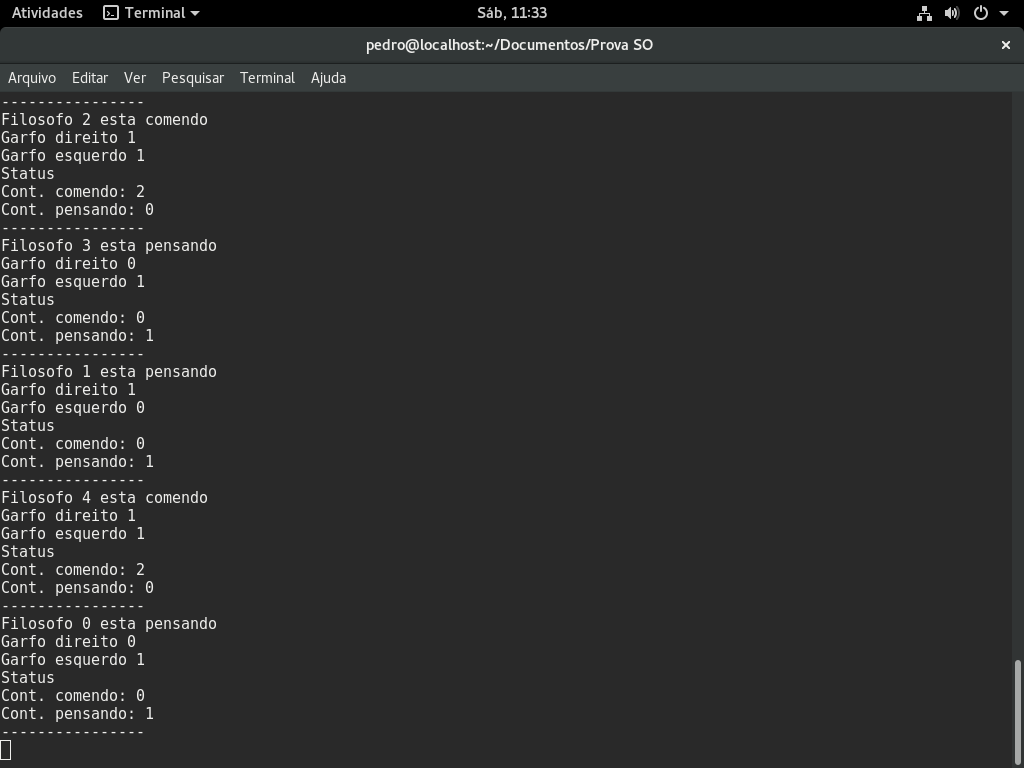 Atividades Terminal Sáb, 11:33
pedro@localhost:~/Documentos/Prova SO ×
Arquivo Editar Ver Pesquisar Terminal Ajuda
----------------
Filosofo 2 esta comendo
Garfo direito 1
Garfo esquerdo 1
Status
Cont. comendo: 2
Cont. pensando: 0
----------------
Filosofo 3 esta pensando
Garfo direito 0
Garfo esquerdo 1
Status
Cont. comendo: 0
Cont. pensando: 1
----------------
Filosofo 1 esta pensando
Garfo direito 1
Garfo esquerdo 0
Status
Cont. comendo: 0
Cont. pensando: 1
----------------
Filosofo 4 esta comendo
Garfo direito 1
Garfo esquerdo 1
Status
Cont. comendo: 2
Cont. pensando: 0
----------------
Filosofo 0 esta pensando
Garfo direito 0
Garfo esquerdo 1
Status
Cont. comendo: 0
Cont. pensando: 1
----------------